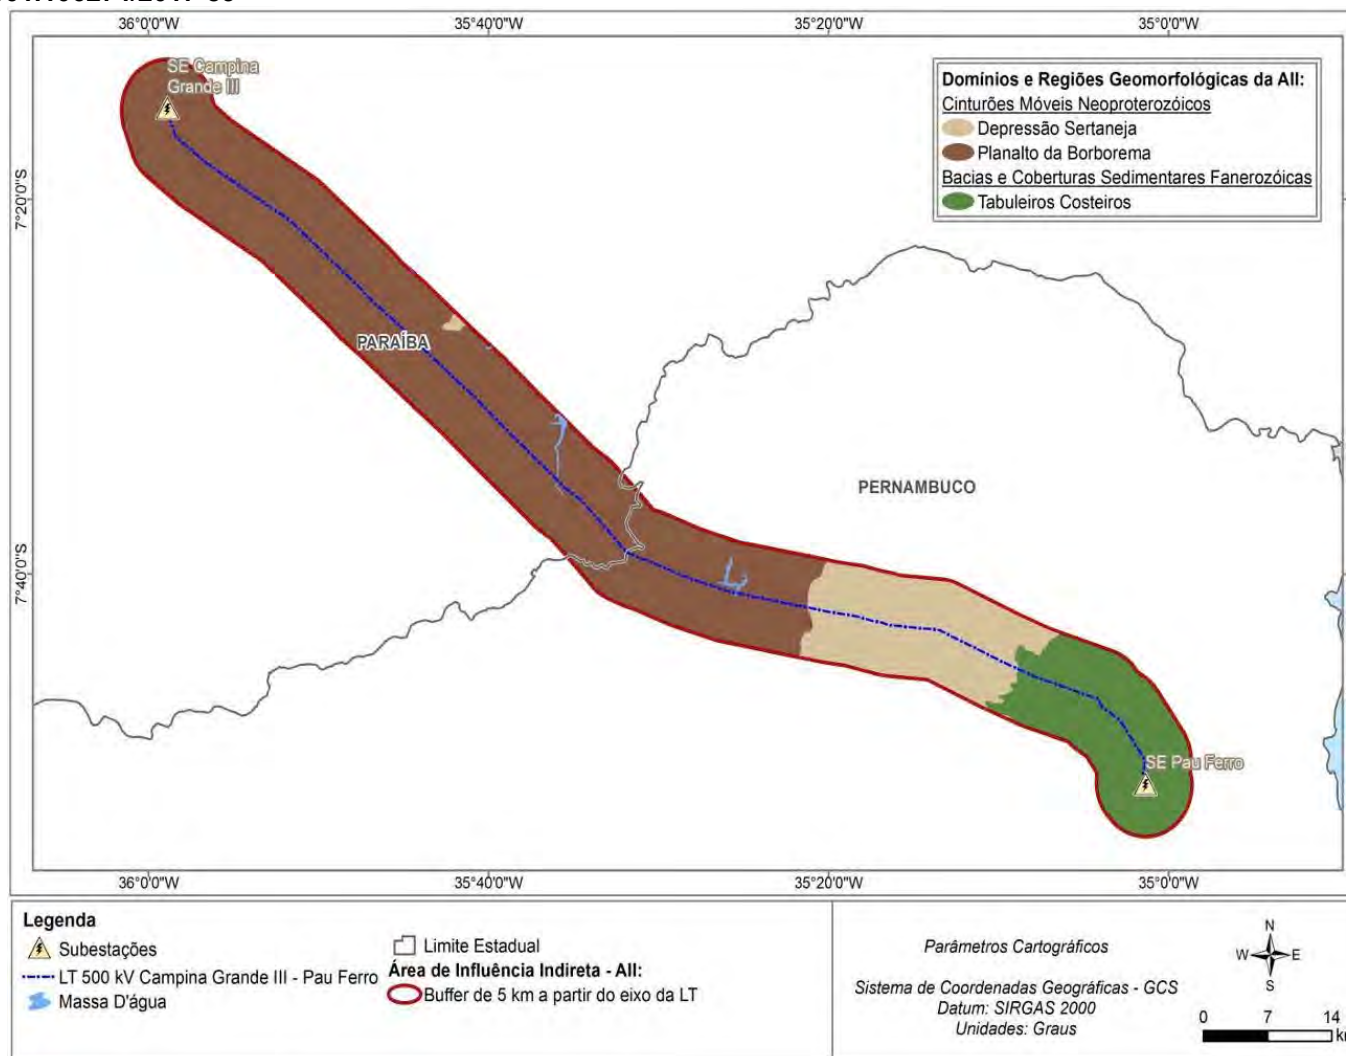 36°0'0"W
35°40'0"W
35°20'0"W
35°0'0"W
SE Campina
Grande III
Domínios e Regiões Geomorfológicas da AII:
Cinturões Móveis Neoproterozóicos
Depressão Sertaneja
Planalto da Borborema
Bacias e Coberturas Sedimentares Fanerozóicas
Tabuleiros Costeiros
7°20'0"S
PARAÍBA
PERNAMBUCO
7°40'0"S
SE Pau Ferro
36°0'0"W
35°40'0"W
35°20'0"W
35°0'0"W
Legenda
Subestações
LT 500 kV Campina Grande III - Pau Ferro
Massa D'água
Limite Estadual
Área de Influência Indireta - AII:
Buffer de 5 km a partir do eixo da LT
Parâmetros Cartográficos
Sistema de Coordenadas Geográficas - GCS
Datum: SIRGAS 2000
Unidades: Graus
N
W E
S
0 7 14
km